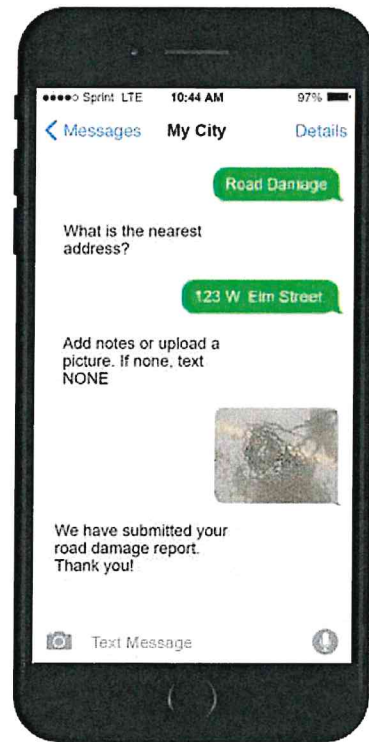 Sprint LTE 10:44 AM 97%
Messages My City Details
Road Damage
What is the nearest
address?
123 W. Elm Street
Add notes or upload a
picture. If none, text
NONE
We have submitted your
road damage report.
Thank you!
Text Message